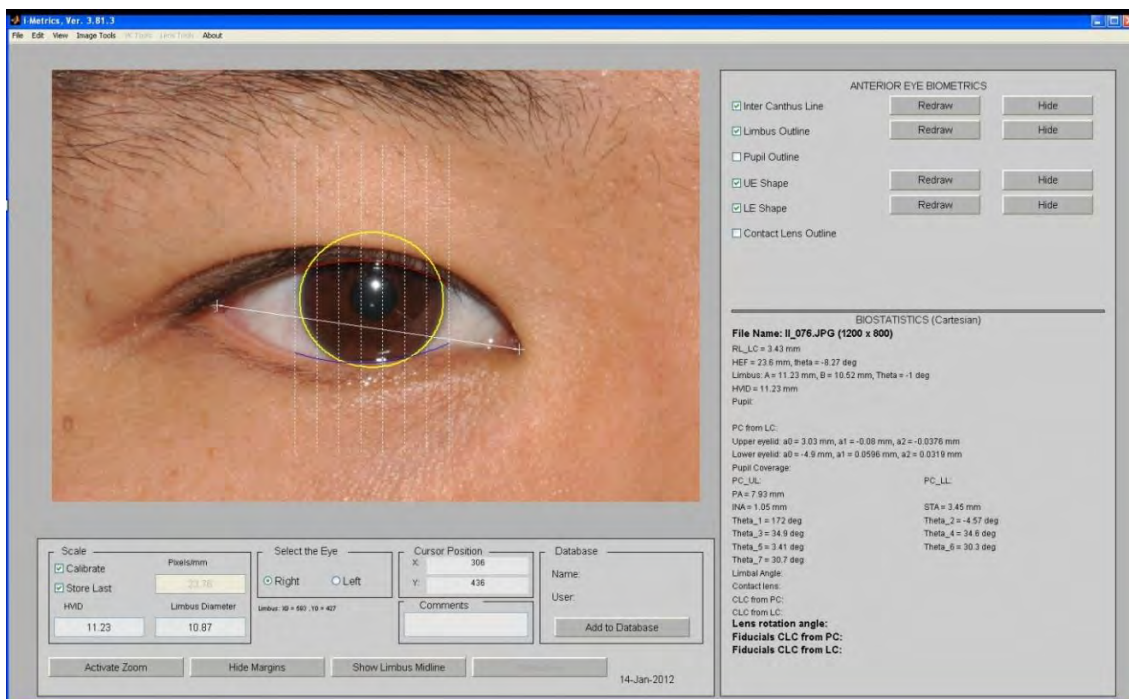 i-Metrics, Ver. 3.81.3
File Edit View Image Tools About
ANTERIOR EYE BIOMETRICS
Inter Canthus Line Redraw Hide
Limbus Outline Redraw Hide
Pupil Outline
UE Shape Redraw Hide
LE Shape Redraw Hide
Contact Lens Outline
BIOSTATISTICS (Cartesian)
File Name: II_076.JPG (1200 x 800)
RL_LC = 3.43 mm
HEF = 23.6 mm, theta = -8.27 deg
Limbus: A = 11.23 mm, B = 10.52 mm, Theta = -1 deg
HVID = 11.23 mm
Pupil:
PC from LC:
Upper eyelid: a0 = 3.03 mm, a1 = -0.08 mm, a2 = -0.0376 mm
Lower eyelid: a0 = -4.9 mm, a1 = 0.0596 mm, a2 = 0.0319 mm
Pupil Coverage:
PC_UL: PC_LL:
PA = 7.93 mm
INA = 1.05 mm STA = 3.45 mm
Theta_1 = 172 deg Theta_2 = -4.57 deg
Theta_3 = 34.9 deg Theta_4 = 34.6 deg
Theta_5 = 3.41 deg Theta_6 = 30.3 deg
Theta_7 = 30.7 deg
Limbal Angle:
Contact lens:
CLC from PC:
CLC from LC:
Lens rotation angle:
Fiducials CLC from PC:
Fiducials CLC from LC:
Scale
Calibrate Pixels/mm
Store Last 23.76
HVID Limbus Diameter
11.23 10.87
Select the Eye
Right Left
Cursor Position
X: 306
Y: 436
Comments
Database
Name:
User:
Add to Database
Activate Zoom Hide Margins Show Limbus Midline
14-Jan-2012